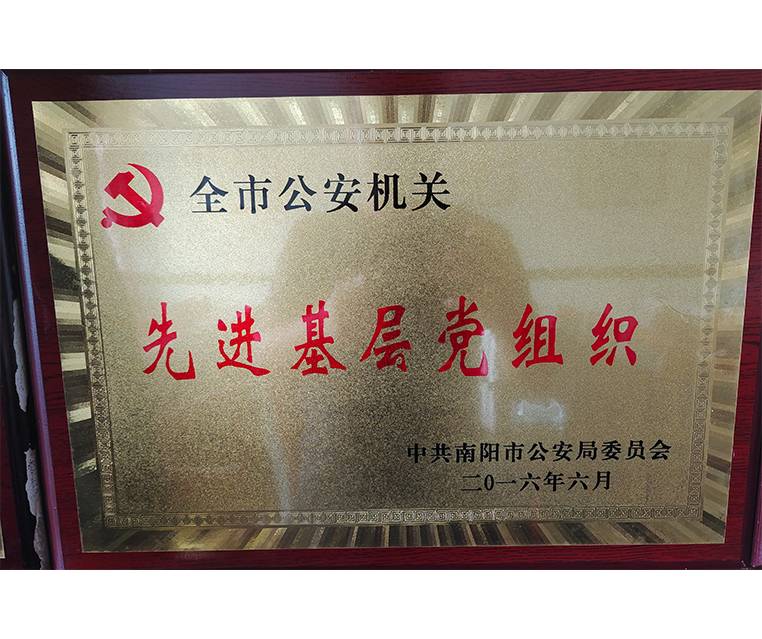 全市公安机关
先进基层党组织
中共南阳市公安局委员会
二0一六年六月